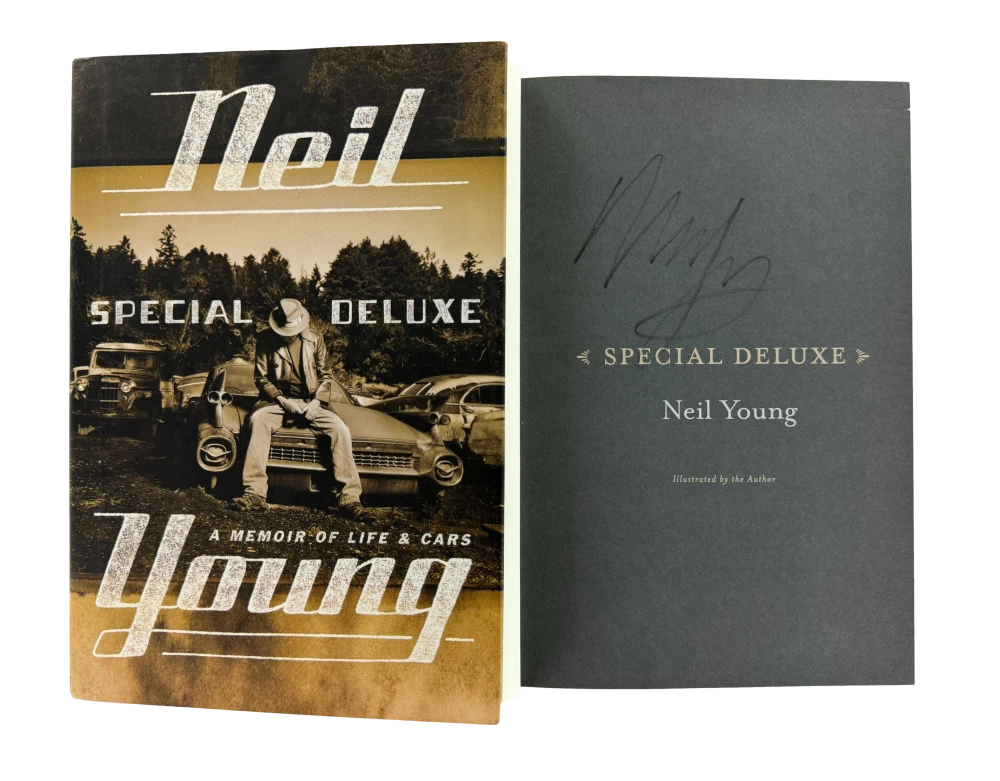 Neil
SPECIAL DELUXE
A MEMOIR OF LIFE & CARS
Young
SPECIAL DELUXE
Neil Young
Illustrated by the Author